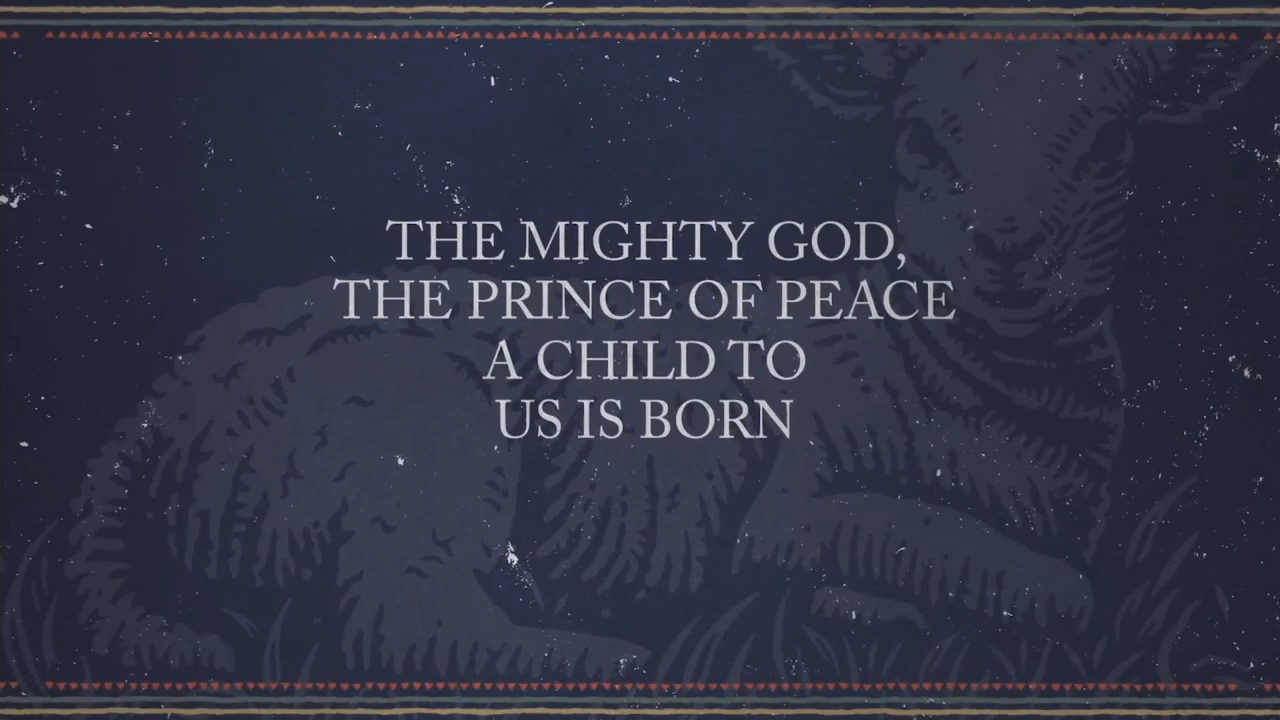 THE MIGHTY GOD,
THE PRINCE OF PEACE
A CHILD TO
US IS BORN